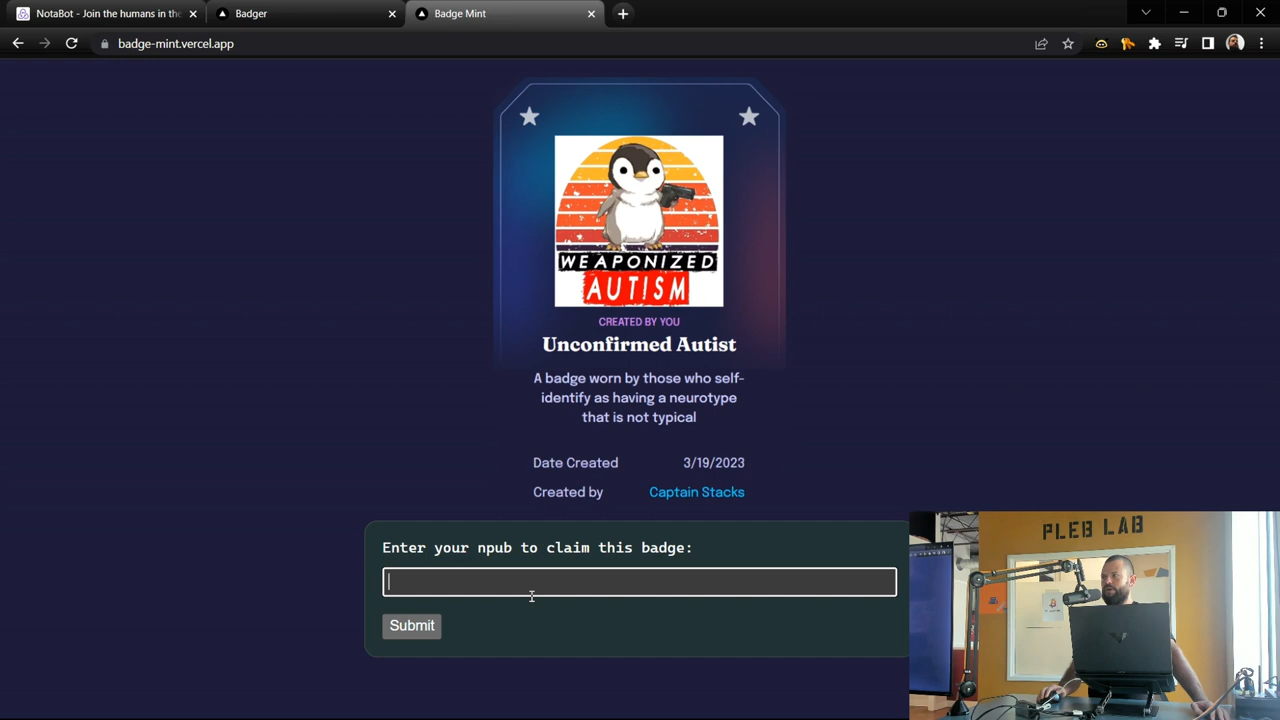 NotaBot - Join the humans in the
Badger
Badge Mint
badge-mint.vercel.app
WEAPONIZED
AUTISM
CREATED BY YOU
Unconfirmed Autist
A badge worn by those who self-
identify as having a neurotype
that is not typical
Date Created 3/19/2023
Created by Captain Stacks
Enter your npub to claim this badge:
Submit
PLEB LAB